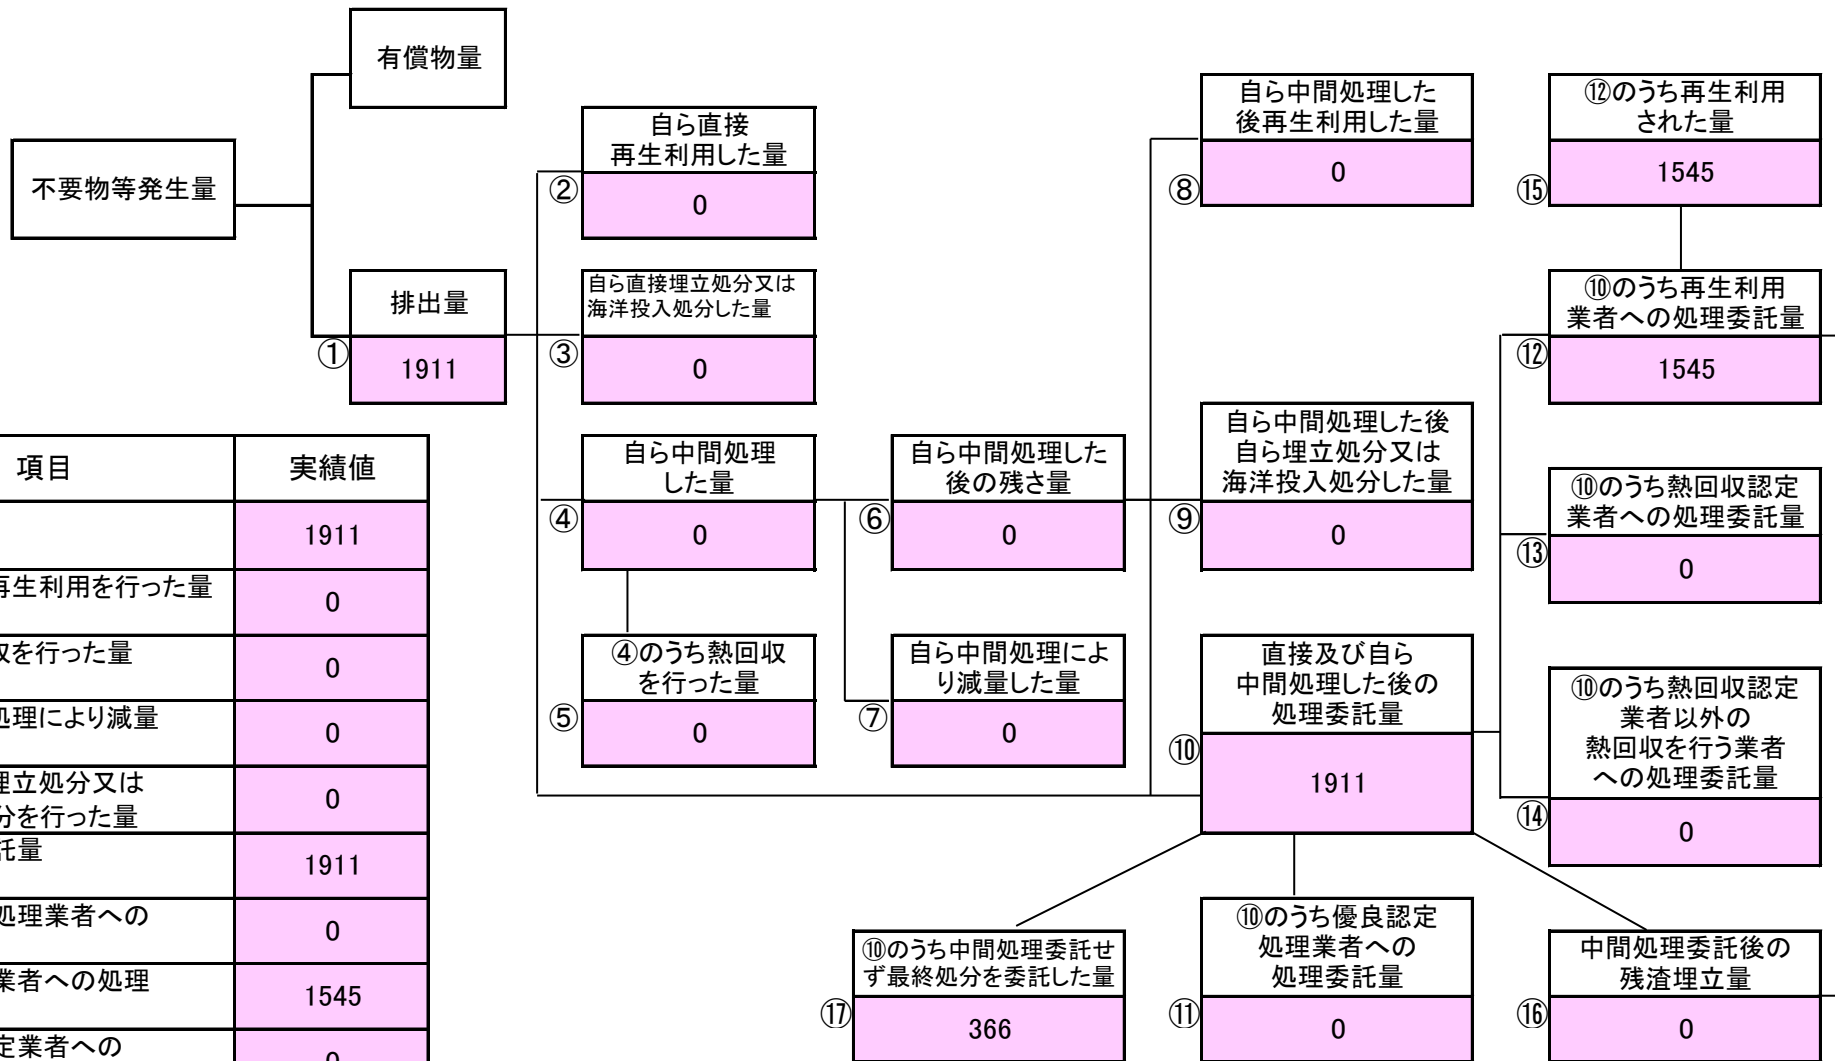 有償物量
不要物等発生量
排出量
①
1911
自ら直接
再生利用した量
②
0
自ら直接埋立処分又は
海洋投入処分した量
③
0
自ら中間処理
した量
④
0
④のうち熱回収
を行った量
⑤
0
自ら中間処理した
後の残さ量
⑥
0
自ら中間処理によ
り減量した量
⑦
0
自ら中間処理した
後再生利用した量
⑧
0
自ら中間処理した後
自ら埋立処分又は
海洋投入処分した量
⑨
0
直接及び自ら
中間処理した後の
処理委託量
⑩
1911
⑫のうち再生利用
された量
⑮
1545
⑩のうち再生利用
業者への処理委託量
⑫
1545
⑩のうち熱回収認定
業者への処理委託量
⑬
0
⑩のうち熱回収認定
業者以外の
熱回収を行う業者
への処理委託量
⑭
0
⑩のうち中間処理委託せ
ず最終処分を委託した量
⑰
366
⑩のうち優良認定
処理業者への
処理委託量
⑪
0
中間処理委託後の
残渣埋立量
⑯
0
項目 実績値
1911
再生利用を行った量
0
を行った量
0
処理により減量
0
埋立処分又は
分を行った量
0
託量
1911
処理業者への
0
業者への処理
1545
定業者への
0